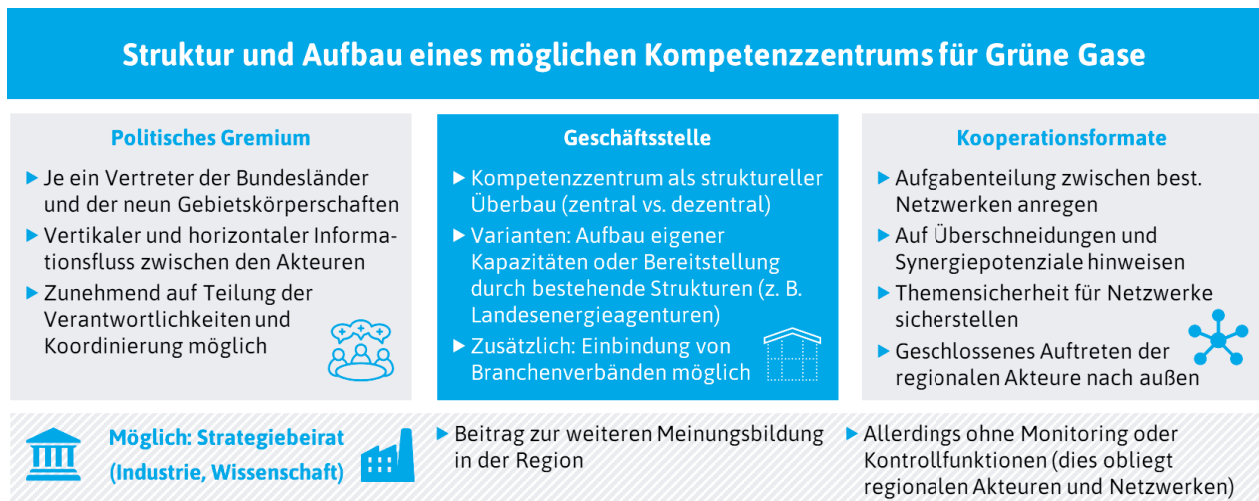 Struktur und Aufbau eines möglichen Kompetenzzentrums für Grüne Gase
Politisches Gremium
▶ Je ein Vertreter der Bundesländer
und der neun Gebietskörperschaften
▶ Vertikaler und horizontaler Informa-
tionsfluss zwischen den Akteuren
▶ Zunehmend auf Teilung der
Verantwortlichkeiten und
Koordinierung möglich
Geschäftsstelle
▶ Kompetenzzentrum als struktureller
Überbau (zentral vs. dezentral)
▶ Varianten: Aufbau eigener
Kapazitäten oder Bereitstellung
durch bestehende Strukturen (z. B.
Landesenergieagenturen)
▶ Zusätzlich: Einbindung von
Branchenverbänden möglich
Kooperationsformate
▶ Aufgabenteilung zwischen best.
Netzwerken anregen
▶ Auf Überschneidungen und
Synergiepotenziale hinweisen
▶ Themensicherheit für Netzwerke
sicherstellen
▶ Geschlossenes Auftreten der
regionalen Akteure nach außen
Möglich: Strategiebeirat
(Industrie, Wissenschaft)
▶ Beitrag zur weiteren Meinungsbildung
in der Region
▶ Allerdings ohne Monitoring oder
Kontrollfunktionen (dies obliegt
regionalen Akteuren und Netzwerken)